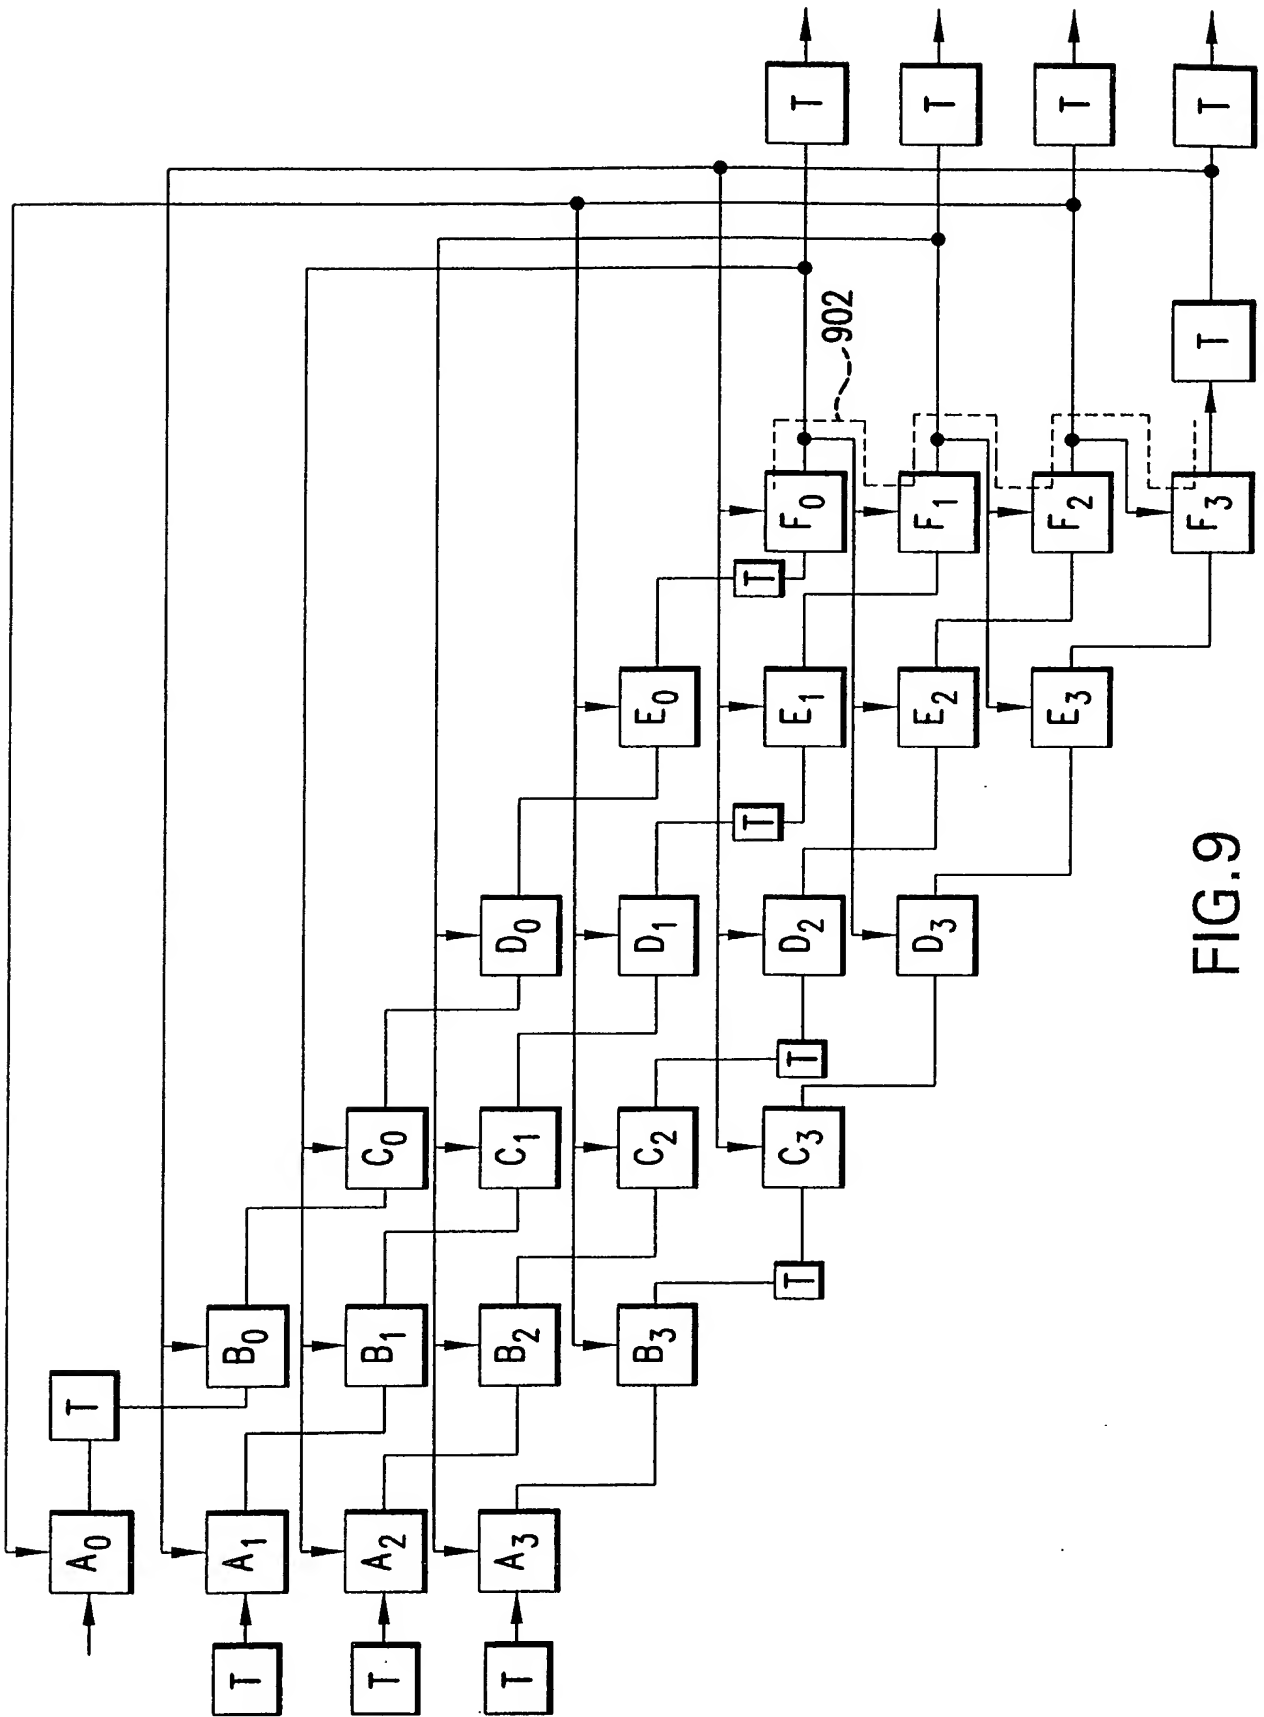 T T T T
902
T
F0 F1 F2 F3
T
E0 E1 E2 E3
T
D0 D1 D2 D3
T
C0 C1 C2 C3
T
B0 B1 B2 B3
T
A0 A1 A2 A3
T T T
FIG.9